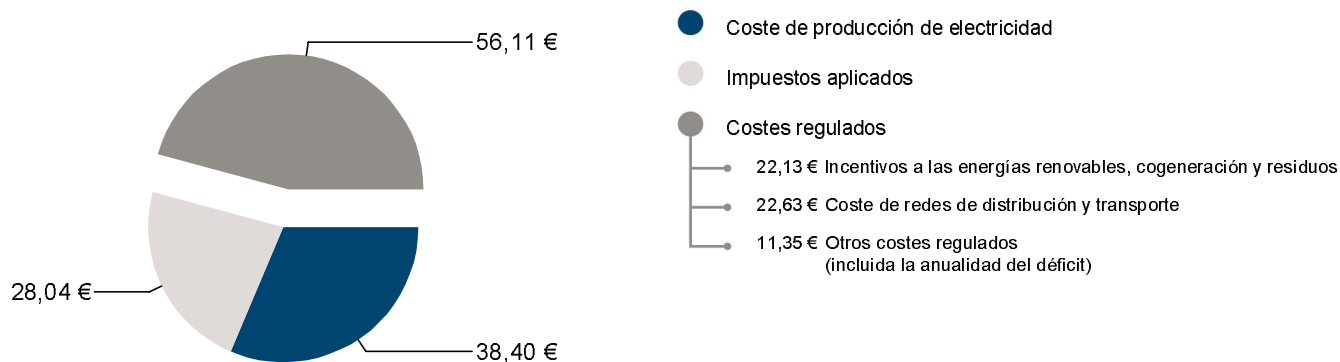 56,11 €
28,04 €
38,40 €
Coste de producción de electricidad
Impuestos aplicados
Costes regulados
22,13 € Incentivos a las energías renovables, cogeneración y residuos
22,63 € Coste de redes de distribución y transporte
11,35 € Otros costes regulados
(incluida la anualidad del déficit)